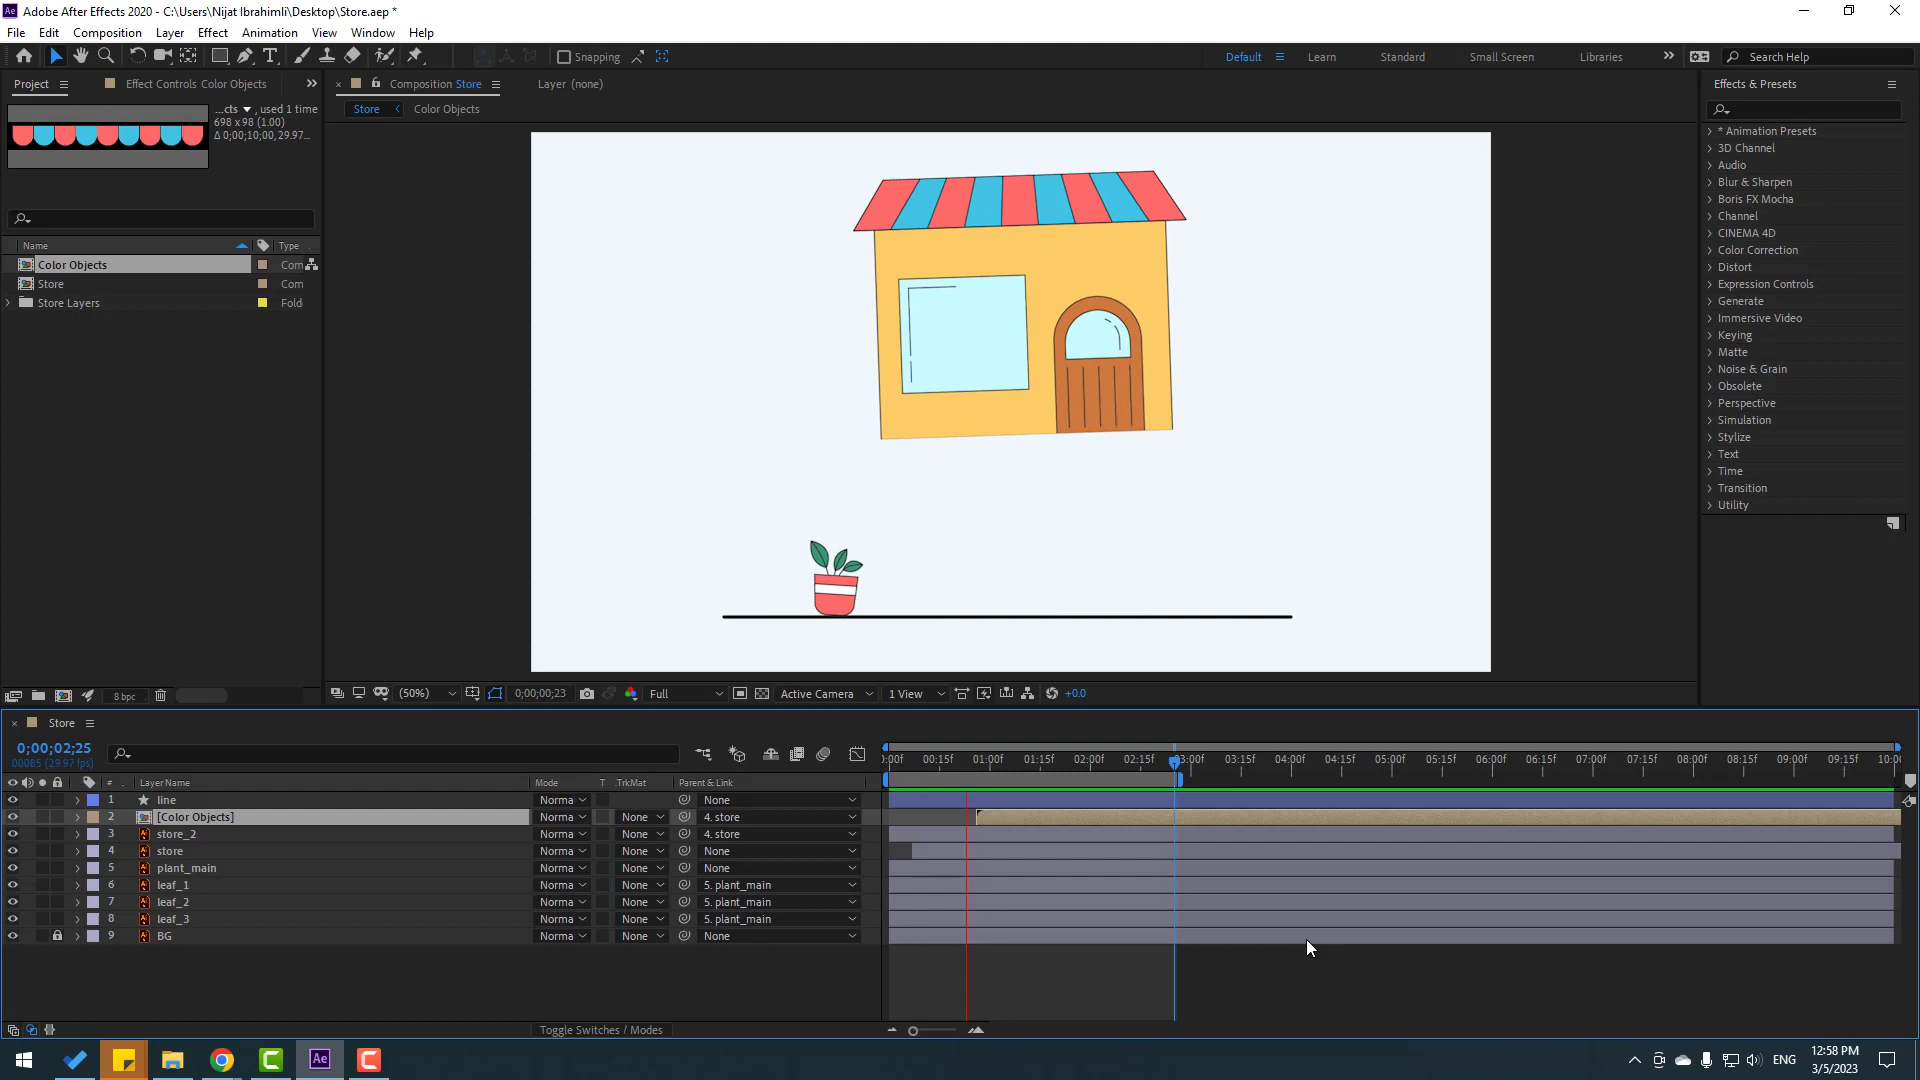 Adobe After Effects 2020 - C:\Users\Nijat Ibrahimli\Desktop\Store.aep *
File Edit Composition Layer Effect Animation View Window Help
Snapping
Default Learn Standard Small Screen Libraries Search Help
Project Effect Controls Color Objects
Composition Store Layer (none)
Effects & Presets
...cts, used 1 time
698 x 98 (1.00)
Δ 0;00;10;00, 29.97...
Store Color Objects
* Animation Presets
3D Channel
Audio
Blur & Sharpen
Boris FX Mocha
Channel
CINEMA 4D
Color Correction
Distort
Expression Controls
Generate
Immersive Video
Keying
Matte
Noise & Grain
Obsolete
Perspective
Simulation
Stylize
Text
Time
Transition
Utility
Name Type
Color Objects Com
Store Com
Store Layers Fold
8 bpc
(50%) 0;00;00;23 Full Active Camera 1 View +0.0
Store
0;00;02;25
00085 (29.97 fps)
:00f 00:15f 01:00f 01:15f 02:00f 02:15f 03:00f 03:15f 04:00f 04:15f 05:00f 05:15f 06:00f 06:15f 07:00f 07:15f 08:00f 08:15f 09:00f 09:15f 10:00
# Layer Name Mode T .TrkMat Parent & Link
1 line Norma None
2 [Color Objects] Norma None 4. store
3 store_2 Norma None 4. store
4 store Norma None None
5 plant_main Norma None None
6 leaf_1 Norma None 5. plant_main
7 leaf_2 Norma None 5. plant_main
8 leaf_3 Norma None 5. plant_main
9 BG Norma None None
Toggle Switches / Modes
ENG
12:58 PM
3/5/2023